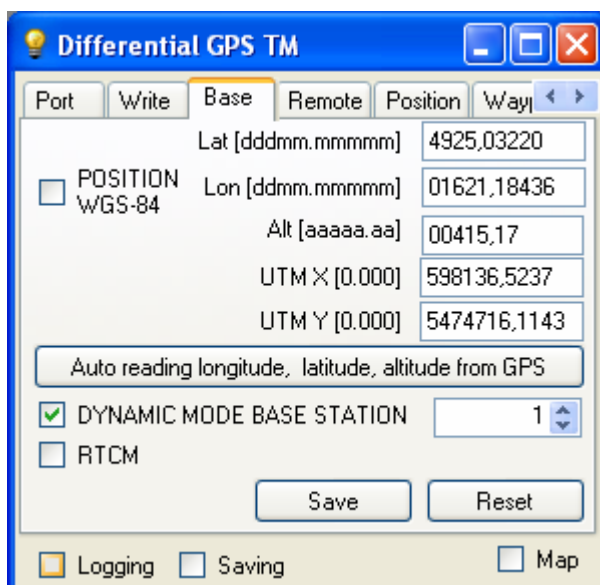 Differential GPS TM
Port Write Base Remote Position Wayp
Lat [dddmm.mmmmm] 4925,03220
POSITION WGS-84
Lon [ddmm.mmmmm] 01621,18436
Alt [aaaaa.aa] 00415,17
UTM X [0.000] 598136,5237
UTM Y [0.000] 5474716,1143
Auto reading longitude, latitude, altitude from GPS
DYNAMIC MODE BASE STATION 1
RTCM
Save Reset
Logging Saving Map